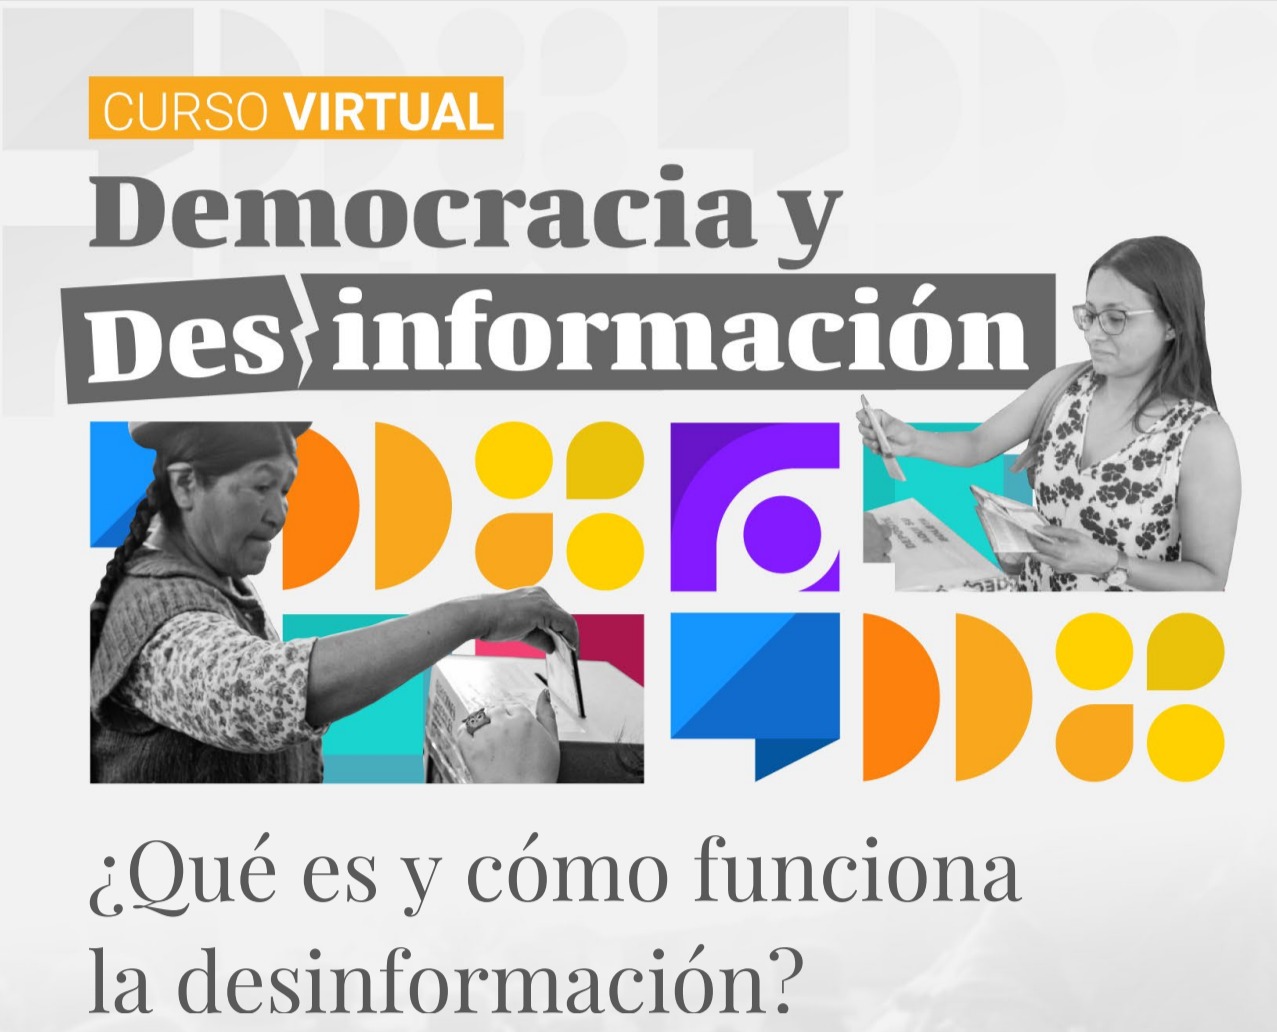 CURSO VIRTUAL
Democracia y
Des información
¿Qué es y cómo funciona
la desinformación?